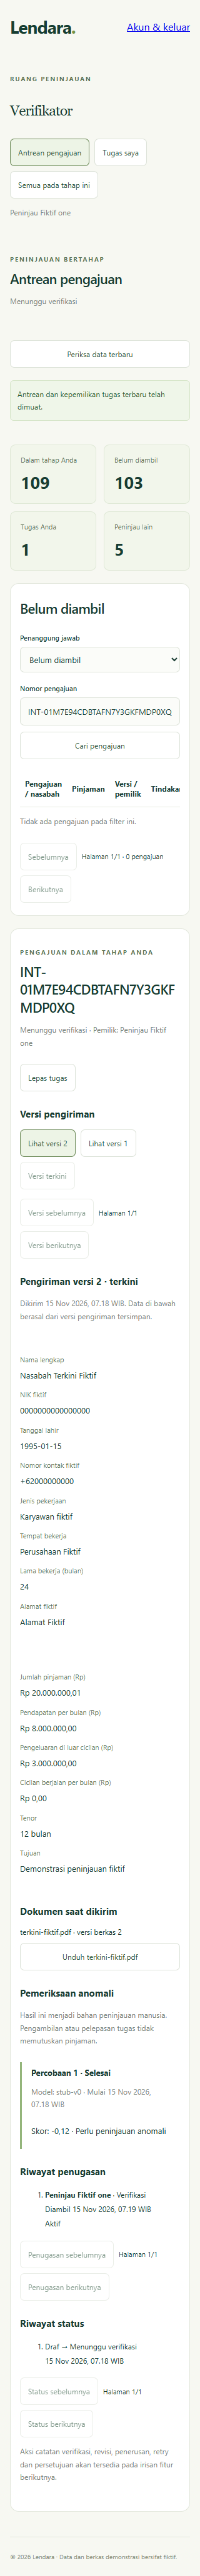 Lendara.
Akun & keluar
RUANG PENINJAUAN
Verifikator
Antrean pengajuan
Tugas saya
Semua pada tahap ini
Peninjau Fiktif one
PENINJAUAN BERTAHAP
Antrean pengajuan
Menunggu verifikasi
Periksa data terbaru
Antrean dan kepemilikan tugas terbaru telah
dimuat.
Dalam tahap Anda
109
Belum diambil
103
Tugas Anda
1
Peninjau lain
5
Belum diambil
Penanggung jawab
Belum diambil
Nomor pengajuan
INT-01M7E94CDBTAFN7Y3GKFMDP0XQ
Cari pengajuan
Pengajuan
/ nasabah
Pinjaman
Versi /
pemilik
Tindakan
Tidak ada pengajuan pada filter ini.
Sebelumnya
Halaman 1/1 · 0 pengajuan
Berikutnya
PENGAJUAN DALAM TAHAP ANDA
INT-
01M7E94CDBTAFN7Y3GKF
MDP0XQ
Menunggu verifikasi · Pemilik: Peninjau Fiktif
one
Lepas tugas
Versi pengiriman
Lihat versi 2
Lihat versi 1
Versi terkini
Versi sebelumnya
Halaman 1/1
Versi berikutnya
Pengiriman versi 2 · terkini
Dikirim 15 Nov 2026, 07.18 WIB. Data di bawah
berasal dari versi pengiriman tersimpan.
Nama lengkap
Nasabah Terkini Fiktif
NIK fiktif
0000000000000000
Tanggal lahir
1995-01-15
Nomor kontak fiktif
+62000000000
Jenis pekerjaan
Karyawan fiktif
Tempat bekerja
Perusahaan Fiktif
Lama bekerja (bulan)
24
Alamat fiktif
Alamat Fiktif
Jumlah pinjaman (Rp)
Rp 20.000.000,01
Pendapatan per bulan (Rp)
Rp 8.000.000,00
Pengeluaran di luar cicilan (Rp)
Rp 3.000.000,00
Cicilan berjalan per bulan (Rp)
Rp 0,00
Tenor
12 bulan
Tujuan
Demonstrasi peninjauan fiktif
Dokumen saat dikirim
terkini-fiktif.pdf · versi berkas 2
Unduh terkini-fiktif.pdf
Pemeriksaan anomali
Hasil ini menjadi bahan peninjauan manusia.
Pengambilan atau pelepasan tugas tidak
memutuskan pinjaman.
Percobaan 1 · Selesai
Model: stub-v0 · Mulai 15 Nov 2026,
07.18 WIB
Skor: -0,12 · Perlu peninjauan anomali
Riwayat penugasan
1. Peninjau Fiktif one · Verifikasi
Diambil 15 Nov 2026, 07.19 WIB
Aktif
Penugasan sebelumnya
Halaman 1/1
Penugasan berikutnya
Riwayat status
1. Draf → Menunggu verifikasi
15 Nov 2026, 07.18 WIB
Status sebelumnya
Halaman 1/1
Status berikutnya
Aksi catatan verifikasi, revisi, penerusan, retry
dan persetujuan akan tersedia pada irisan fitur
berikutnya.
© 2026 Lendara · Data dan berkas demonstrasi bersifat fiktif.